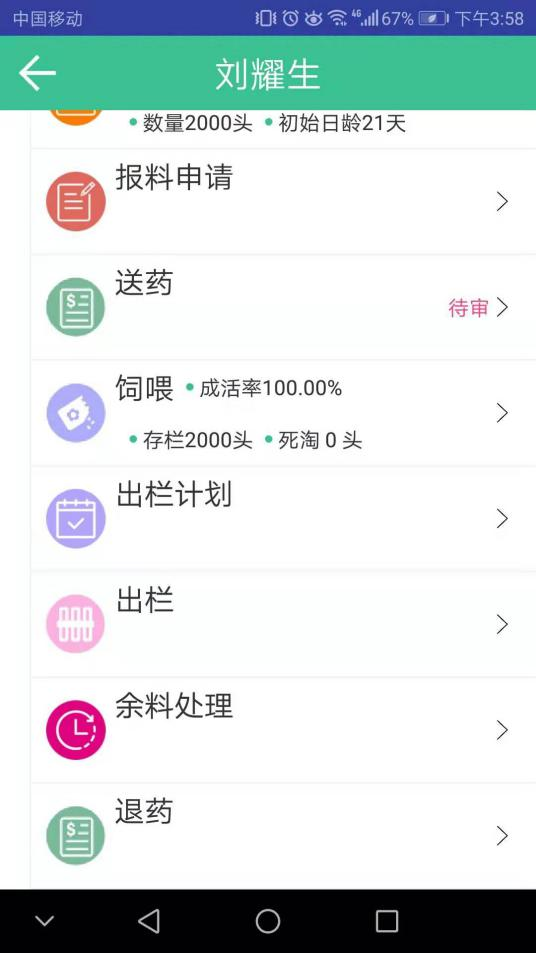 中国移动 4G 67% 下午3:58
刘耀生
• 数量2000头 • 初始日龄21天
报料申请
送药
待审
饲喂 • 成活率100.00%
• 存栏2000头 • 死淘 0 头
出栏计划
出栏
余料处理
退药